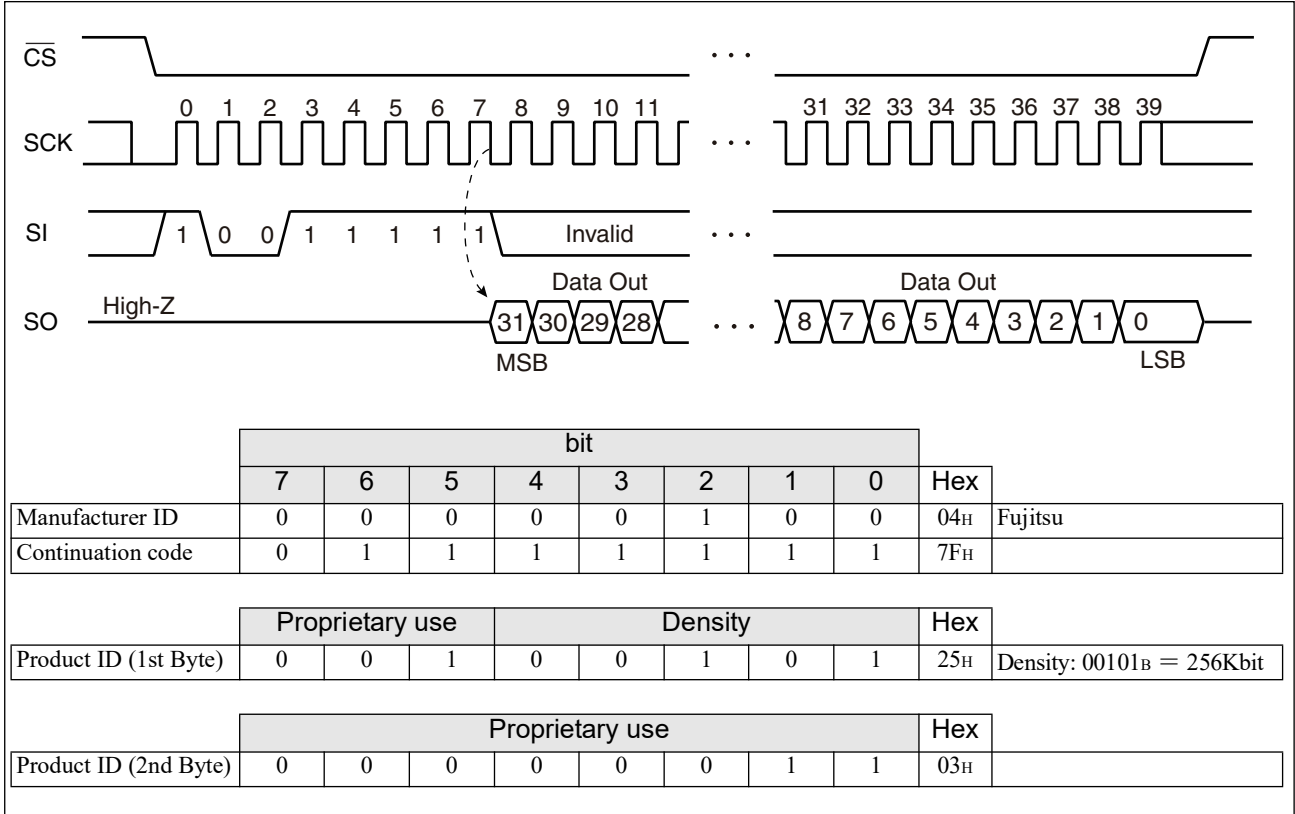 CS
· · ·
0 1 2 3 4 5 6 7 8 9 10 11 31 32 33 34 35 36 37 38 39
SCK
· · ·
SI 1 0 0 1 1 1 1 1 Invalid · · ·
Data Out Data Out
High-Z
SO 31 30 29 28 · · · 8 7 6 5 4 3 2 1 0
MSB LSB
bit
7 6 5 4 3 2 1 0 Hex
Manufacturer ID 0 0 0 0 0 1 0 0 04H Fujitsu
Continuation code 0 1 1 1 1 1 1 1 7FH
Proprietary use Density Hex
Product ID (1st Byte) 0 0 1 0 0 1 0 1 25H Density: 00101B = 256Kbit
Proprietary use Hex
Product ID (2nd Byte) 0 0 0 0 0 0 1 1 03H